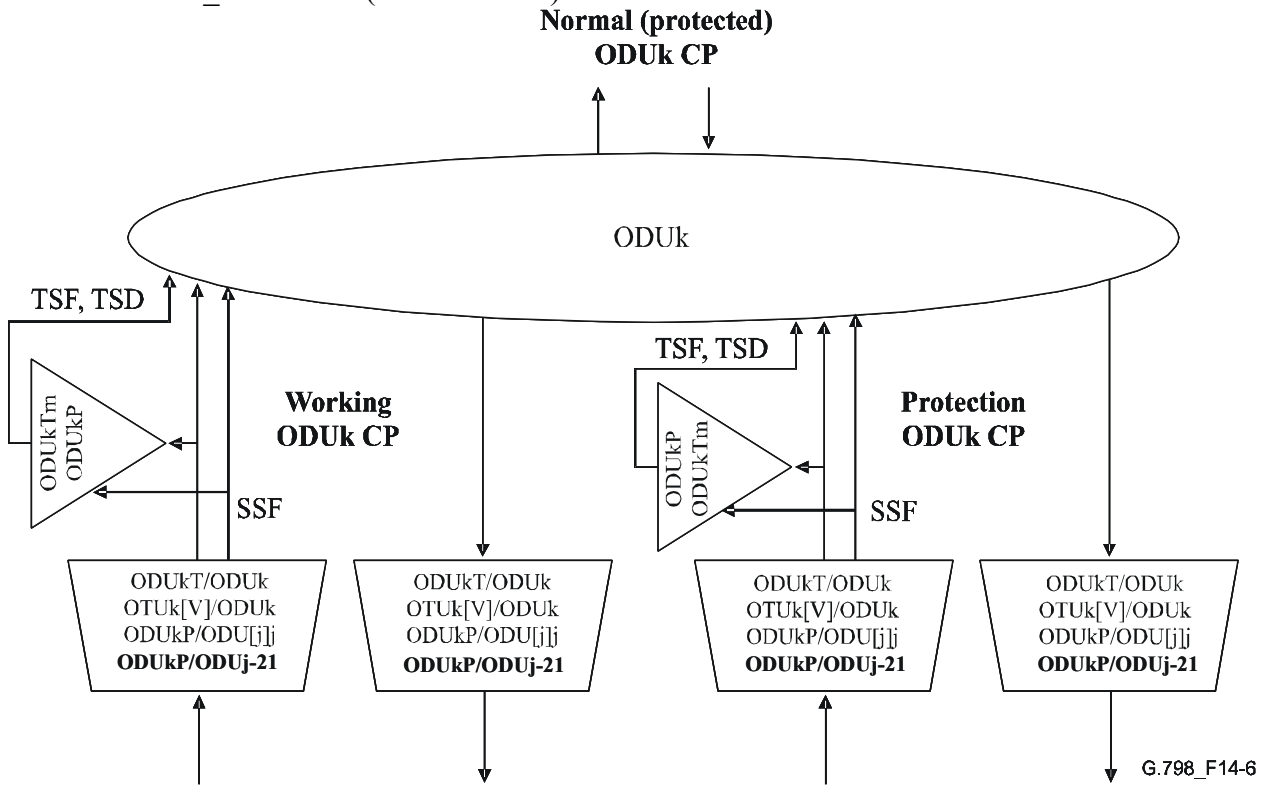 Normal (protected)
ODUk CP
ODUk
TSF, TSD
TSF, TSD
ODUkTm
ODUkP
Working
ODUk CP
ODUkP
ODUkTm
Protection
ODUk CP
SSF
SSF
ODUkT/ODUk
OTUk[V]/ODUk
ODUkP/ODU[j]j
ODUkP/ODUj-21
ODUkT/ODUk
OTUk[V]/ODUk
ODUkP/ODU[j]j
ODUkP/ODUj-21
ODUkT/ODUk
OTUk[V]/ODUk
ODUkP/ODU[j]j
ODUkP/ODUj-21
ODUkT/ODUk
OTUk[V]/ODUk
ODUkP/ODU[j]j
ODUkP/ODUj-21
G.798_F14-6